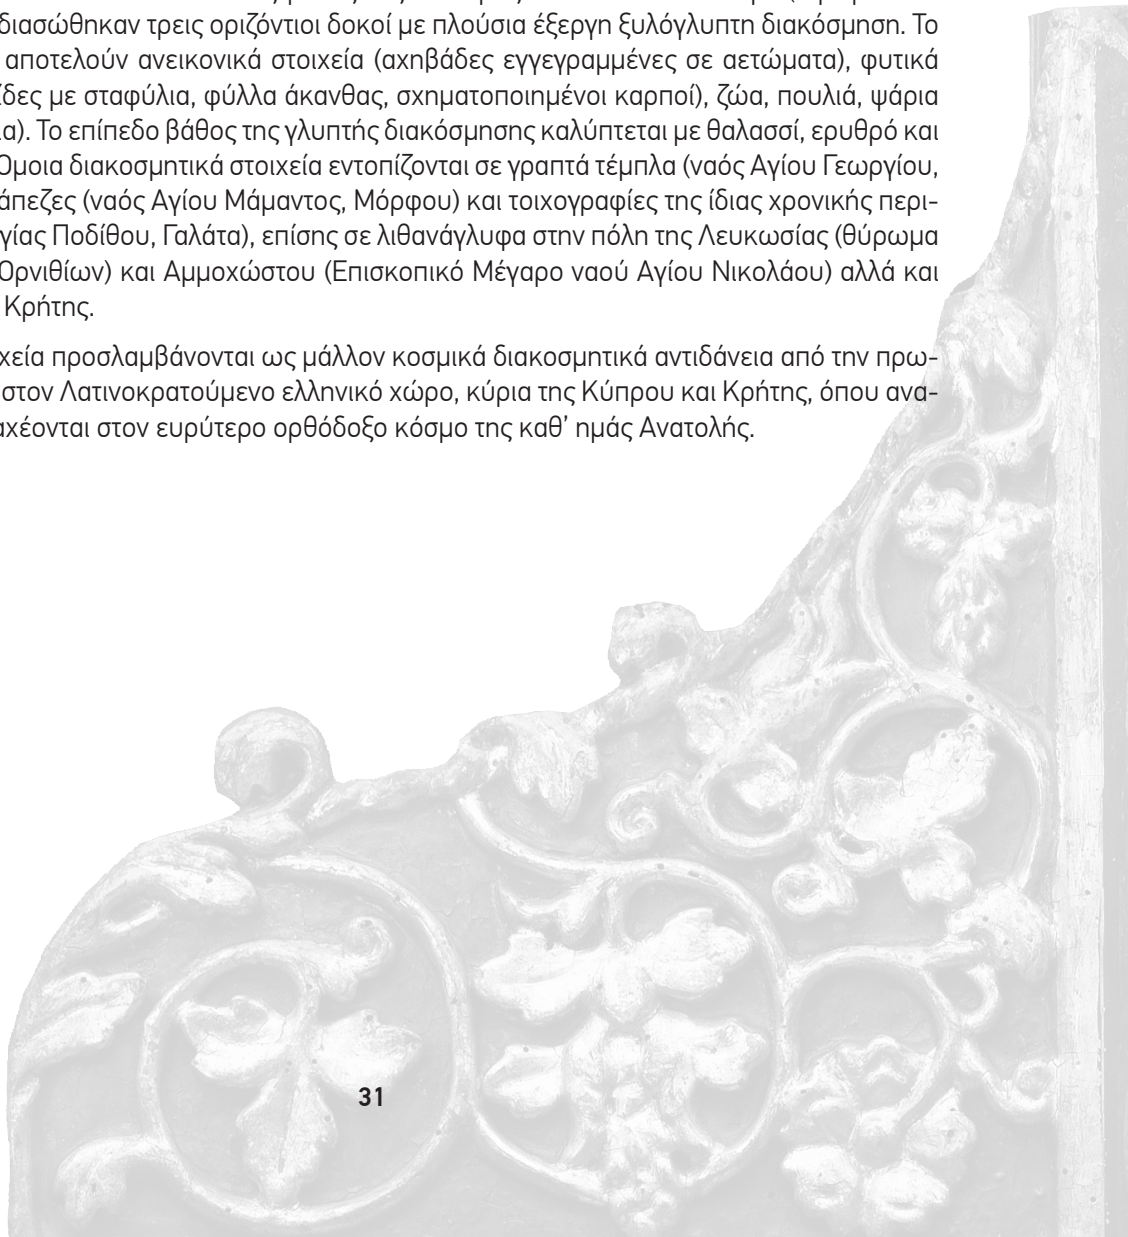 διασώθηκαν τρεις οριζόντιοι δοκοί με πλούσια έξεργη ξυλόγλυπτη διακόσμηση. Το
αποτελούν ανεικονικά στοιχεία (αχηβάδες εγγεγραμμένες σε αετώματα), φυτικά
ίδες με σταφύλια, φύλλα άκανθας, σχηματοποιημένοι καρποί), ζώα, πουλιά, ψάρια
ια). Το επίπεδο βάθος της γλυπτής διακόσμησης καλύπτεται με θαλασσί, ερυθρό και
Όμοια διακοσμητικά στοιχεία εντοπίζονται σε γραπτά τέμπλα (ναός Αγίου Γεωργίου,
άπεζες (ναός Αγίου Μάμαντος, Μόρφου) και τοιχογραφίες της ίδιας χρονικής περι-
γίας Ποδίθου, Γαλάτα), επίσης σε λιθανάγλυφα στην πόλη της Λευκωσίας (θύρωμα
Ορνιθίων) και Αμμοχώστου (Επισκοπικό Μέγαρο ναού Αγίου Νικολάου) αλλά και
Κρήτης.
χεία προσλαμβάνονται ως μάλλον κοσμικά διακοσμητικά αντιδάνεια από την πρω-
στον Λατινοκρατούμενο ελληνικό χώρο, κύρια της Κύπρου και Κρήτης, όπου ανα-
αχέονται στον ευρύτερο ορθόδοξο κόσμο της καθ’ ημάς Ανατολής.
31